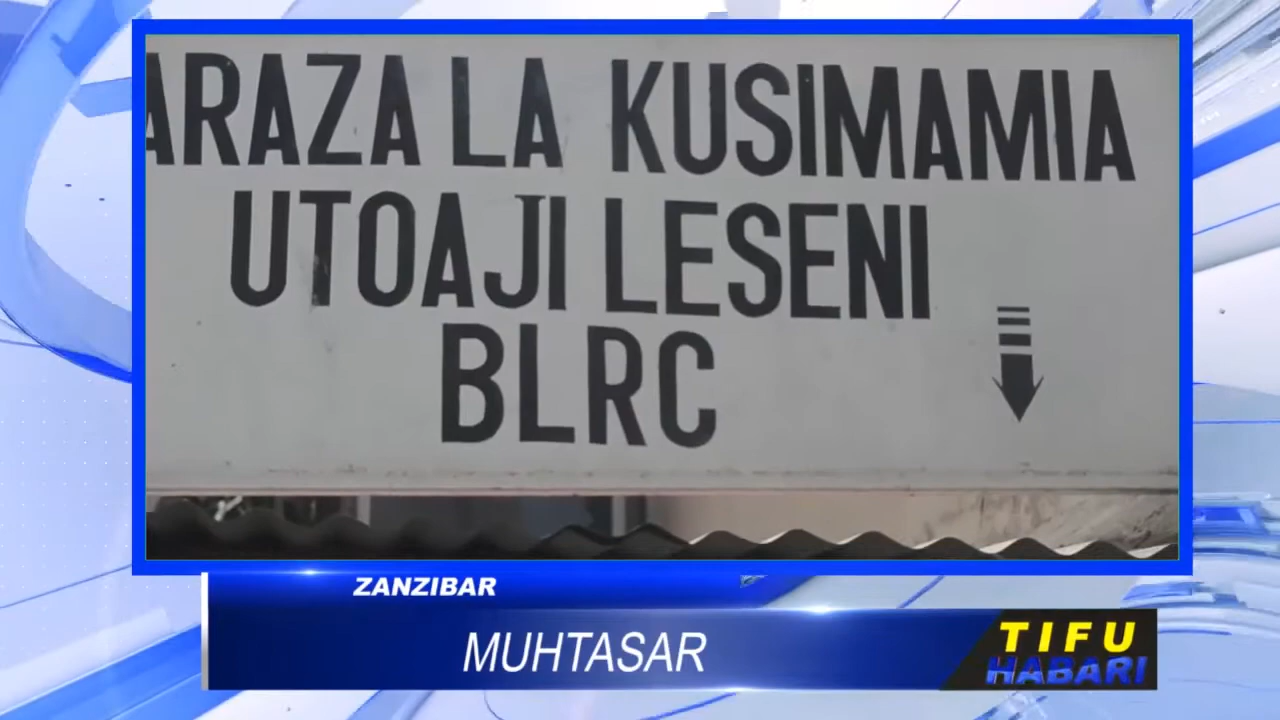 ARAZA LA KUSIMAMIA
UTOAJI LESENI
BLRC
ZANZIBAR
MUHTASAR
TIFU
HABARI